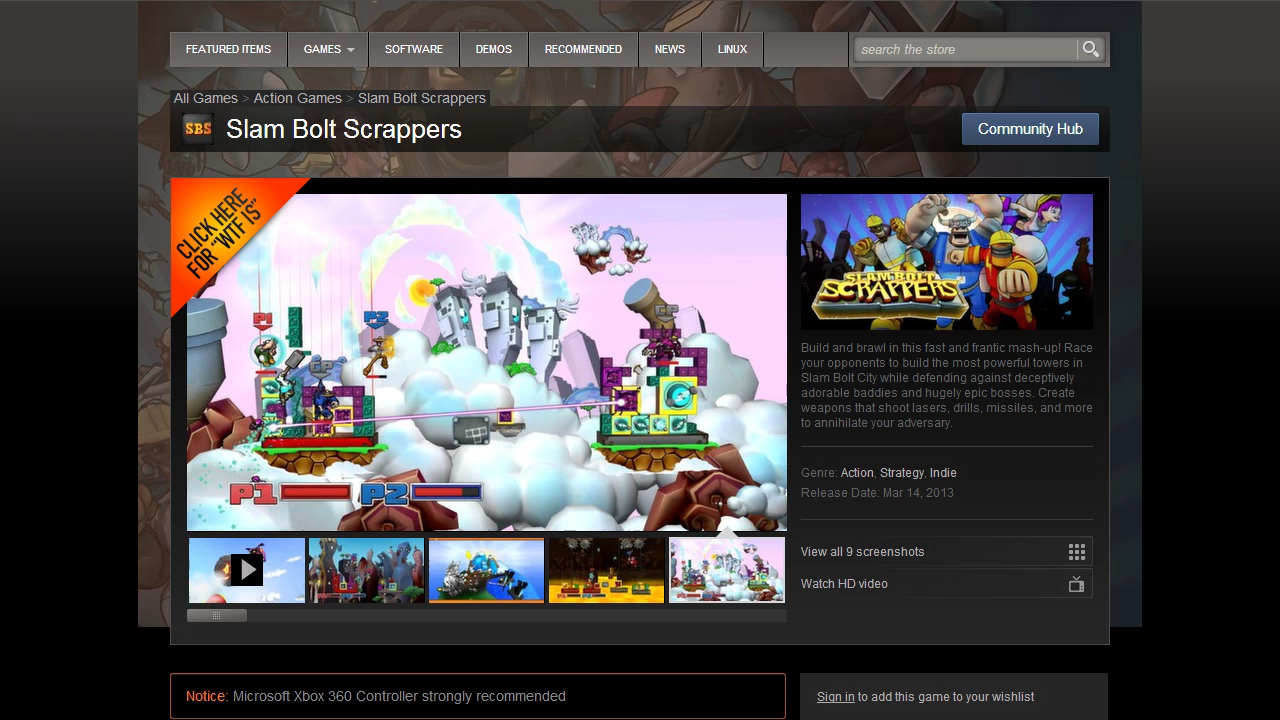 FEATURED ITEMS
GAMES
SOFTWARE
DEMOS
RECOMMENDED
NEWS
LINUX
search the store
All Games > Action Games > Slam Bolt Scrappers
SBS
Slam Bolt Scrappers
Community Hub
CLICK HERE
FOR "WTF IS"
P1
P2
CP
CP
P1
P2
SLAM BOLT
SCRAPPERS
Build and brawl in this fast and frantic mash-up! Race
your opponents to build the most powerful towers in
Slam Bolt City while defending against deceptively
adorable baddies and hugely epic bosses. Create
weapons that shoot lasers, drills, missiles, and more
to annihilate your adversary.
Genre: Action, Strategy, Indie
Release Date: Mar 14, 2013
View all 9 screenshots
Watch HD video
Notice: Microsoft Xbox 360 Controller strongly recommended
Sign in to add this game to your wishlist